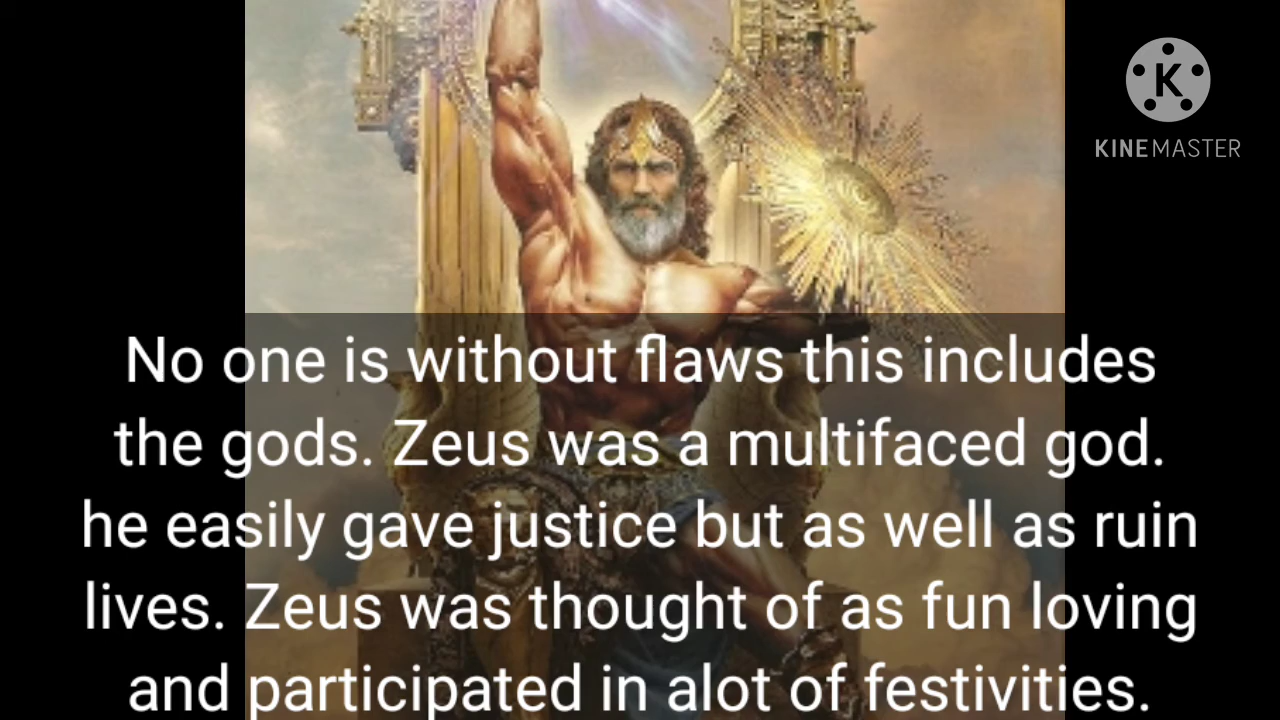 KINEMASTER
No one is without flaws this includes
the gods. Zeus was a multifaced god.
he easily gave justice but as well as ruin
lives. Zeus was thought of as fun loving
and participated in alot of festivities.